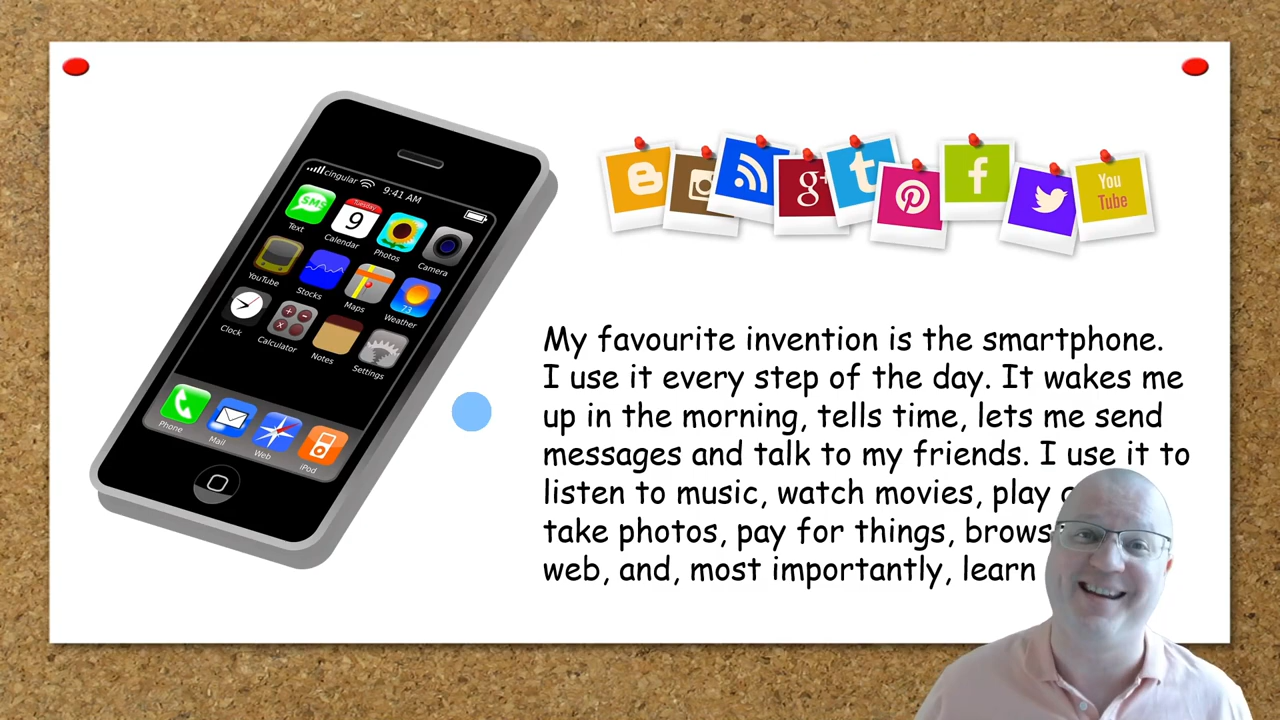 cingular 9:41 AM
SMS
Text
Tuesday
9
Calendar
Photos
Camera
YouTube
Stocks
Maps
73
Weather
Clock
Calculator
Notes
Settings
Phone
Mail
Web
iPod
g+
t
f
You
Tube
My favourite invention is the smartphone.
I use it every step of the day. It wakes me
up in the morning, tells time, lets me send
messages and talk to my friends. I use it to
listen to music, watch movies, play
take photos, pay for things,
web, and, most importantly, learn